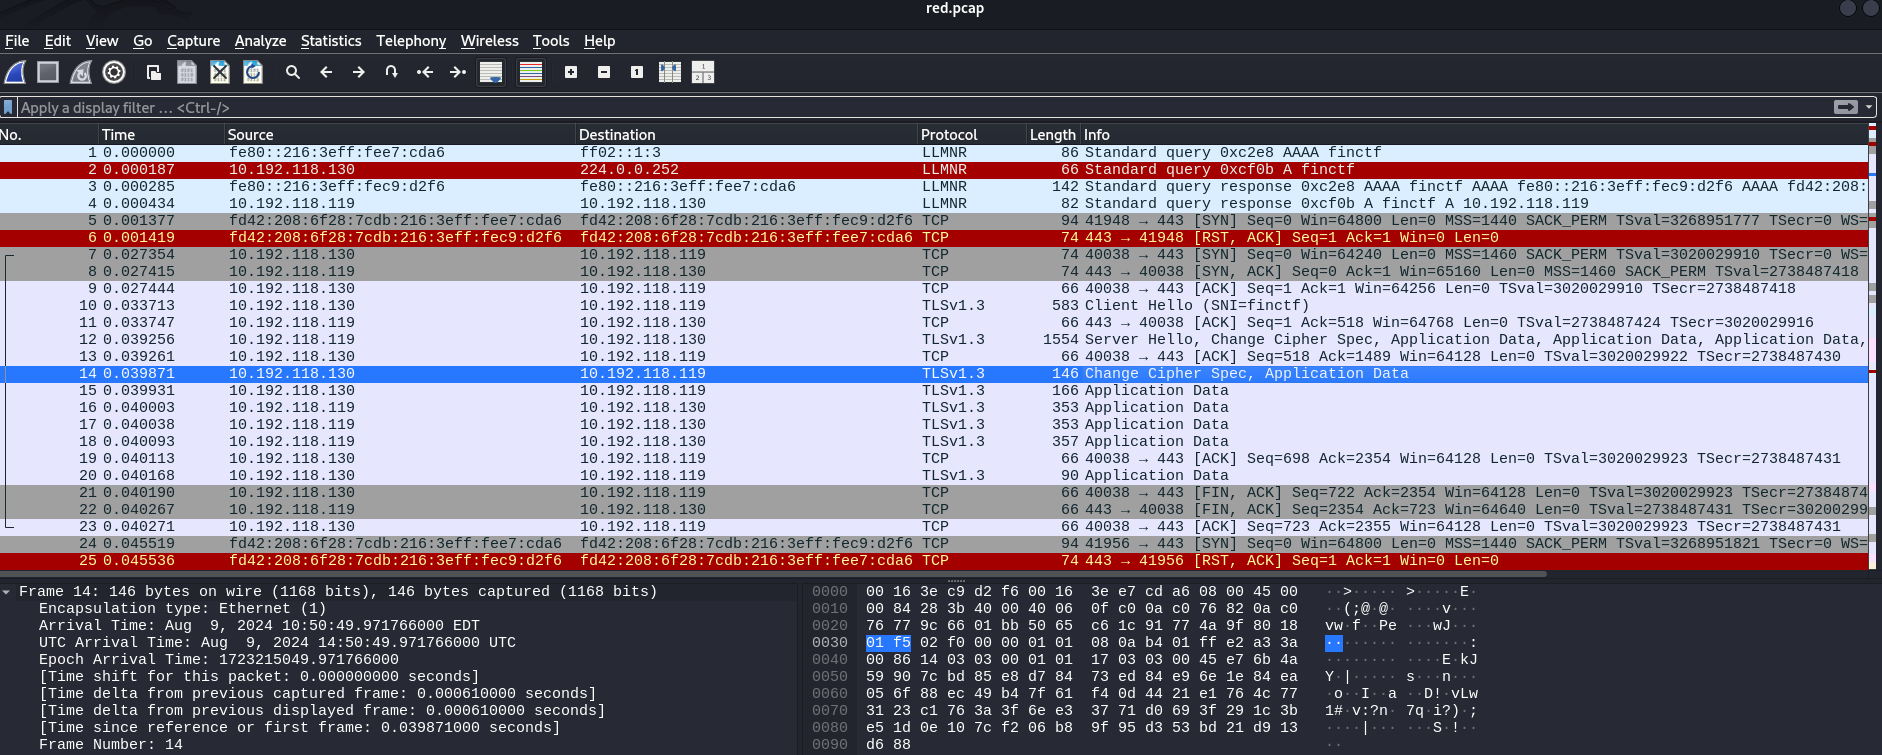 red.pcap
File Edit View Go Capture Analyze Statistics Telephony Wireless Tools Help
Apply a display filter … <Ctrl-/>
No. Time Source Destination Protocol Length Info
1 0.000000 fe80::216:3eff:fee7:cda6 ff02::1:3 LLMNR 86 Standard query 0xc2e8 AAAA finctf
2 0.000187 10.192.118.130 224.0.0.252 LLMNR 66 Standard query 0xcf0b A finctf
3 0.000285 fe80::216:3eff:fec9:d2f6 fe80::216:3eff:fee7:cda6 LLMNR 142 Standard query response 0xc2e8 AAAA finctf AAAA fe80::216:3eff:fec9:d2f6 AAAA fd42:208:
4 0.000434 10.192.118.119 10.192.118.130 LLMNR 82 Standard query response 0xcf0b A finctf A 10.192.118.119
5 0.001377 fd42:208:6f28:7cdb:216:3eff:fee7:cda6 fd42:208:6f28:7cdb:216:3eff:fec9:d2f6 TCP 94 41948 → 443 [SYN] Seq=0 Win=64800 Len=0 MSS=1440 SACK_PERM TSval=3268951777 TSecr=0 WS=
6 0.001419 fd42:208:6f28:7cdb:216:3eff:fec9:d2f6 fd42:208:6f28:7cdb:216:3eff:fee7:cda6 TCP 74 443 → 41948 [RST, ACK] Seq=1 Ack=1 Win=0 Len=0
7 0.027354 10.192.118.130 10.192.118.119 TCP 74 40038 → 443 [SYN] Seq=0 Win=64240 Len=0 MSS=1460 SACK_PERM TSval=3020029910 TSecr=0 WS=
8 0.027415 10.192.118.119 10.192.118.130 TCP 74 443 → 40038 [SYN, ACK] Seq=0 Ack=1 Win=65160 Len=0 MSS=1460 SACK_PERM TSval=2738487418
9 0.027444 10.192.118.130 10.192.118.119 TCP 66 40038 → 443 [ACK] Seq=1 Ack=1 Win=64256 Len=0 TSval=3020029910 TSecr=2738487418
10 0.033713 10.192.118.130 10.192.118.119 TLSv1.3 583 Client Hello (SNI=finctf)
11 0.033747 10.192.118.119 10.192.118.130 TCP 66 443 → 40038 [ACK] Seq=1 Ack=518 Win=64768 Len=0 TSval=2738487424 TSecr=3020029916
12 0.039256 10.192.118.119 10.192.118.130 TLSv1.3 1554 Server Hello, Change Cipher Spec, Application Data, Application Data, Application Data,
13 0.039261 10.192.118.130 10.192.118.119 TCP 66 40038 → 443 [ACK] Seq=518 Ack=1489 Win=64128 Len=0 TSval=3020029922 TSecr=2738487430
14 0.039871 10.192.118.130 10.192.118.119 TLSv1.3 146 Change Cipher Spec, Application Data
15 0.039931 10.192.118.130 10.192.118.119 TLSv1.3 166 Application Data
16 0.040003 10.192.118.119 10.192.118.130 TLSv1.3 353 Application Data
17 0.040038 10.192.118.119 10.192.118.130 TLSv1.3 353 Application Data
18 0.040093 10.192.118.119 10.192.118.130 TLSv1.3 357 Application Data
19 0.040113 10.192.118.130 10.192.118.119 TCP 66 40038 → 443 [ACK] Seq=698 Ack=2354 Win=64128 Len=0 TSval=3020029923 TSecr=2738487431
20 0.040168 10.192.118.130 10.192.118.119 TLSv1.3 90 Application Data
21 0.040190 10.192.118.130 10.192.118.119 TCP 66 40038 → 443 [FIN, ACK] Seq=722 Ack=2354 Win=64128 Len=0 TSval=3020029923 TSecr=27384874
22 0.040267 10.192.118.119 10.192.118.130 TCP 66 443 → 40038 [FIN, ACK] Seq=2354 Ack=723 Win=64640 Len=0 TSval=2738487431 TSecr=30200299
23 0.040271 10.192.118.130 10.192.118.119 TCP 66 40038 → 443 [ACK] Seq=723 Ack=2355 Win=64128 Len=0 TSval=3020029923 TSecr=2738487431
24 0.045519 fd42:208:6f28:7cdb:216:3eff:fee7:cda6 fd42:208:6f28:7cdb:216:3eff:fec9:d2f6 TCP 94 41956 → 443 [SYN] Seq=0 Win=64800 Len=0 MSS=1440 SACK_PERM TSval=3268951821 TSecr=0 WS=
25 0.045536 fd42:208:6f28:7cdb:216:3eff:fec9:d2f6 fd42:208:6f28:7cdb:216:3eff:fee7:cda6 TCP 74 443 → 41956 [RST, ACK] Seq=1 Ack=1 Win=0 Len=0
Frame 14: 146 bytes on wire (1168 bits), 146 bytes captured (1168 bits)
Encapsulation type: Ethernet (1)
Arrival Time: Aug 9, 2024 10:50:49.971766000 EDT
UTC Arrival Time: Aug 9, 2024 14:50:49.971766000 UTC
Epoch Arrival Time: 1723215049.971766000
[Time shift for this packet: 0.000000000 seconds]
[Time delta from previous captured frame: 0.000610000 seconds]
[Time delta from previous displayed frame: 0.000610000 seconds]
[Time since reference or first frame: 0.039871000 seconds]
Frame Number: 14
0000 00 16 3e c9 d2 f6 00 16 3e e7 cd a6 08 00 45 00 ··>····· >·····E·
0010 00 84 28 3b 40 00 40 06 0f c0 0a c0 76 82 0a c0 ··(;@·@· ····v···
0020 76 77 9c 66 01 bb 50 65 c6 1c 91 77 4a 9f 80 18 vw·f··Pe ···wJ···
0030 01 f5 02 f0 00 00 01 01 08 0a b4 01 ff e2 a3 3a ········ ·······:
0040 00 86 14 03 03 00 01 01 17 03 03 00 45 e7 6b 4a ········ ····E·kJ
0050 59 90 7c bd 85 e8 d7 84 73 ed 84 e9 6e 1e 84 ea Y·|····· s···n···
0060 05 6f 88 ec 49 b4 7f 61 f4 0d 44 21 e1 76 4c 77 ·o··I··a ··D!·vLw
0070 31 23 c1 76 3a 3f 6e e3 37 71 d0 69 3f 29 1c 3b 1#·v:?n· 7q·i?)·;
0080 e5 1d 0e 10 7c f2 06 b8 9f 95 d3 53 bd 21 d9 13 ····|··· ···S·!··
0090 d6 88 ··